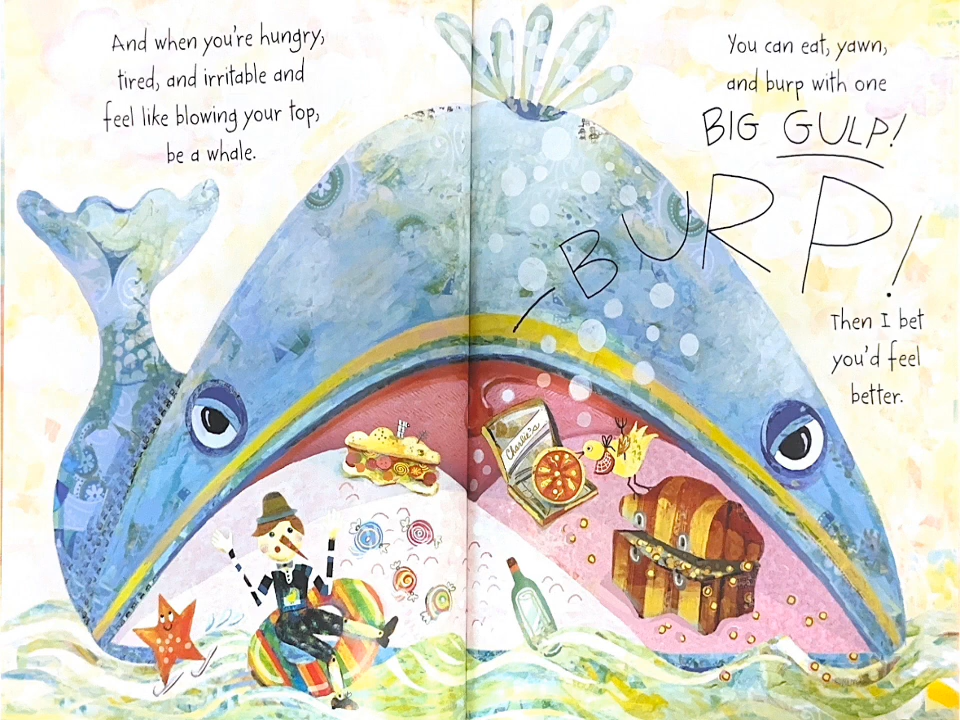 And when you're hungry,
tired, and irritable and
feel like blowing your top,
be a whale.
You can eat, yawn,
and burp with one
BIG GULP!
BURP!
Then I bet
you'd feel
better.
Charlie's